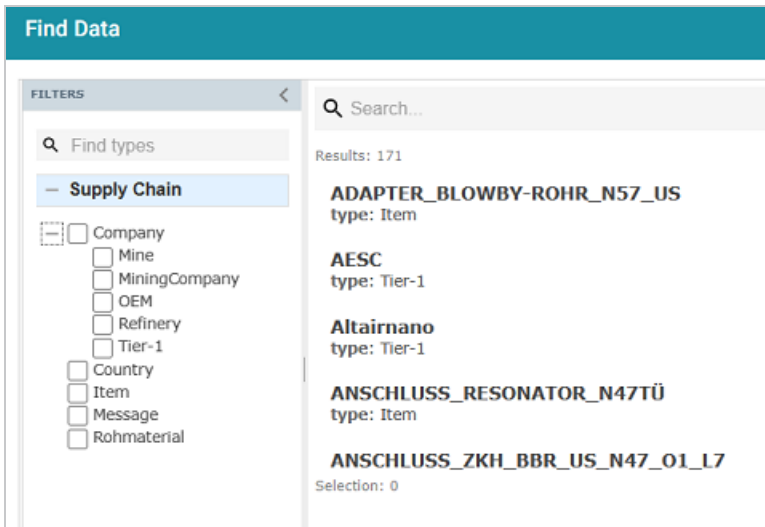 Find Data
FILTERS
Find types
Supply Chain
Company
Mine
MiningCompany
OEM
Refinery
Tier-1
Country
Item
Message
Rohmaterial
Search...
Results: 171
ADAPTER_BLOWBY-ROHR_N57_US
type: Item
AESC
type: Tier-1
Altairnano
type: Tier-1
ANSCHLUSS_RESONATOR_N47TÜ
type: Item
ANSCHLUSS_ZKH_BBR_US_N47_O1_L7
Selection: 0